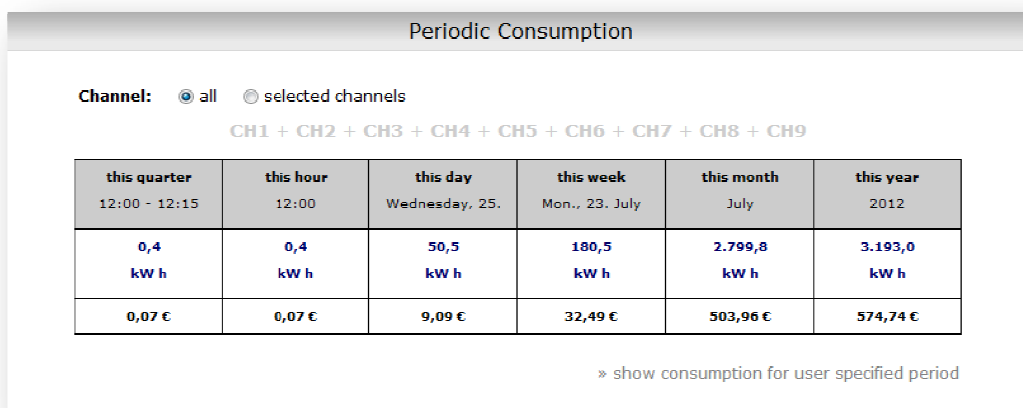 Periodic Consumption
Channel: all selected channels
CH1 + CH2 + CH3 + CH4 + CH5 + CH6 + CH7 + CH8 + CH9
this quarter this hour this day this week this month this year
12:00 - 12:15 12:00 Wednesday, 25. Mon., 23. July July 2012
0,4 0,4 50,5 180,5 2.799,8 3.193,0
kW h kW h kW h kW h kW h kW h
0,07 € 0,07 € 9,09 € 32,49 € 503,96 € 574,74 €
» show consumption for user specified period